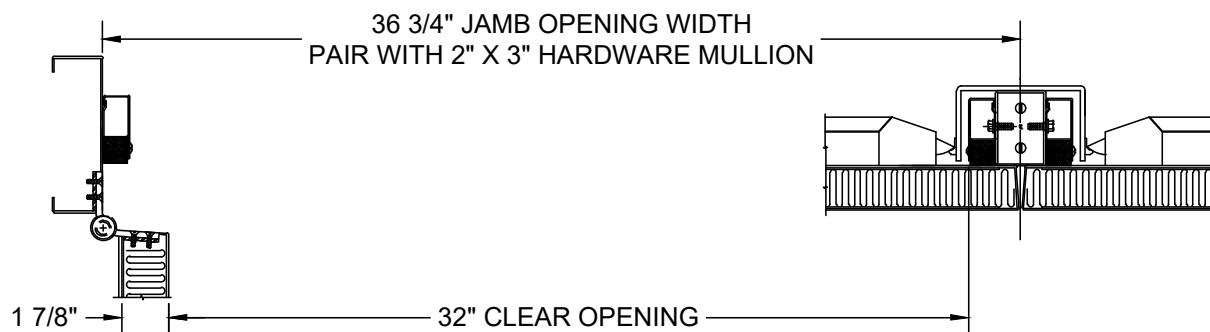 36 3/4" JAMB OPENING WIDTH
PAIR WITH 2" X 3" HARDWARE MULLION
1 7/8"
32" CLEAR OPENING